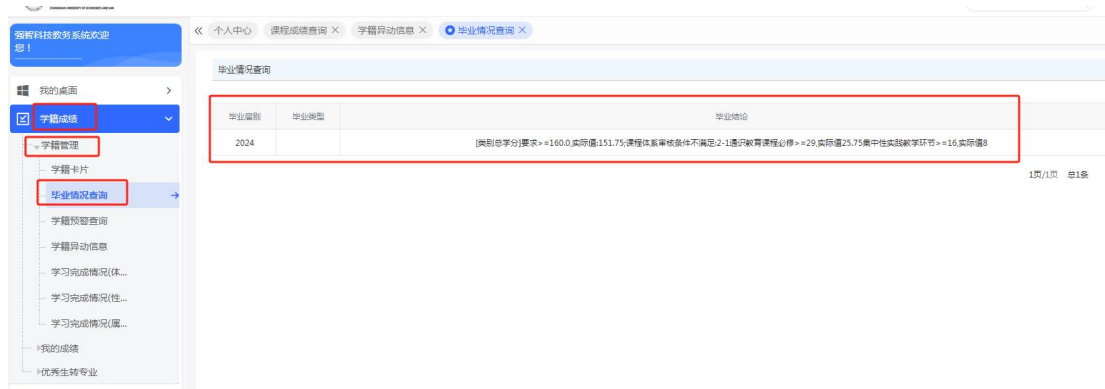 强智科技教务系统欢迎
您！
个人中心 课程成绩查询 × 学籍异动信息 × 毕业情况查询 ×
毕业情况查询
我的桌面
学籍成绩
学籍管理
学籍卡片
毕业情况查询
学籍预警查询
学籍异动信息
学习完成情况(体...
学习完成情况(性...
学习完成情况(属...
我的成绩
优秀生转专业
毕业届别 毕业类型 毕业结论
2024 [类别总学分]要求>=160.0,实际值:151.75;课程体系审核条件不满足;2-1通识教育课程必修>=29,实际值25.75集中性实践教学环节>=16,实际值8
1页/1页 总1条